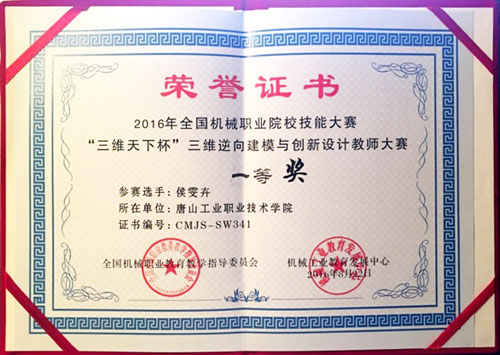 荣誉证书
2016年全国机械职业院校技能大赛
“三维天下杯”三维逆向建模与创新设计教师大赛
一等奖
参赛选手:侯雯卉
所在单位:唐山工业职业技术学院
证书编号:CMJS-SW341
全国机械职业教育教学指导委员会
机械工业教育发展中心
2016年8月22日